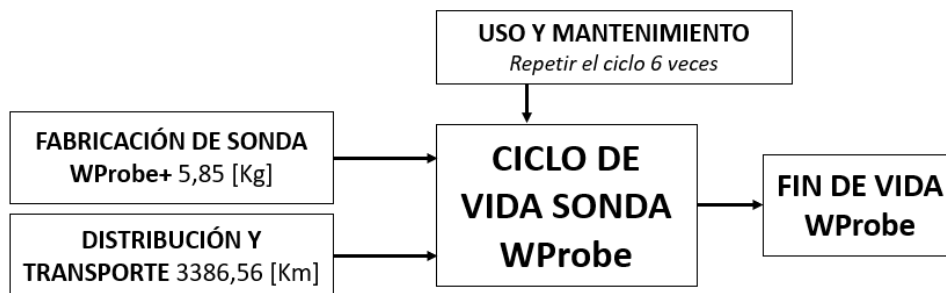 USO Y MANTENIMIENTO
Repetir el ciclo 6 veces
FABRICACIÓN DE SONDA
WProbe+ 5,85 [Kg]
DISTRIBUCIÓN Y
TRANSPORTE 3386,56 [Km]
CICLO DE
VIDA SONDA
WProbe
FIN DE VIDA
WProbe